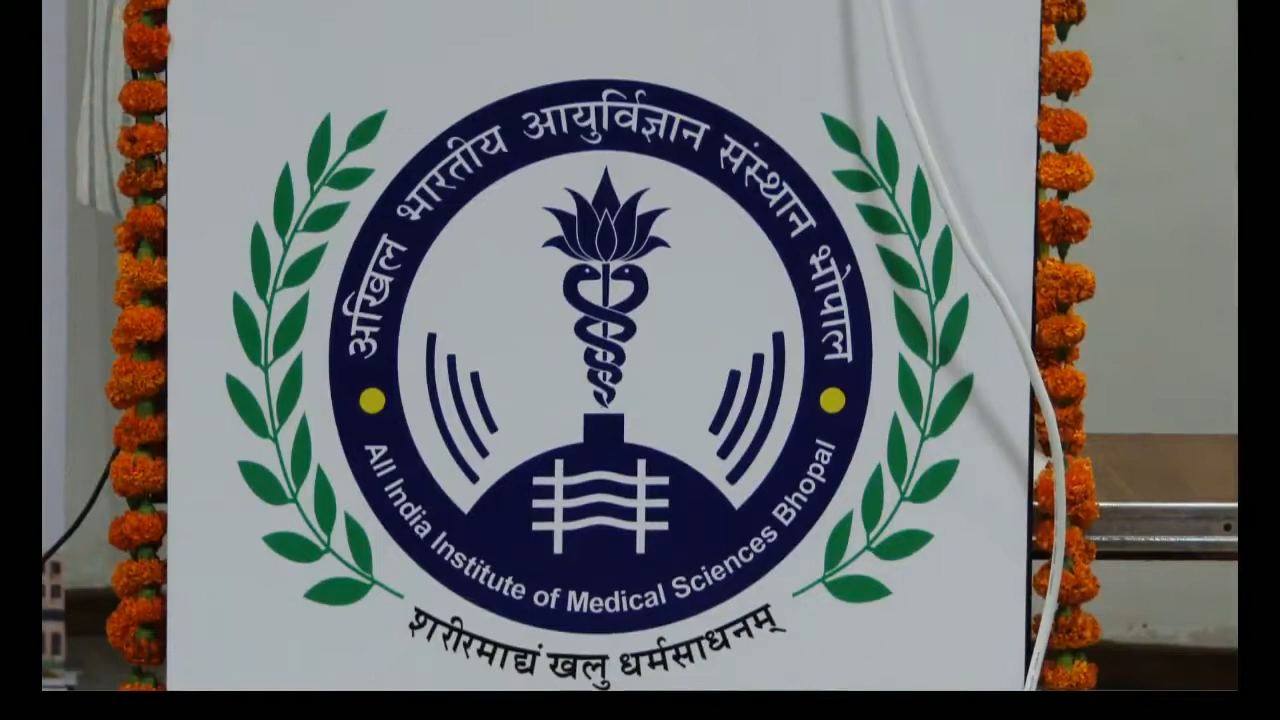 अखिल भारतीय आयुर्विज्ञान संस्थान भोपाल
All India Institute of Medical Sciences Bhopal
शरीरमाद्यं खलु धर्मसाधनम्